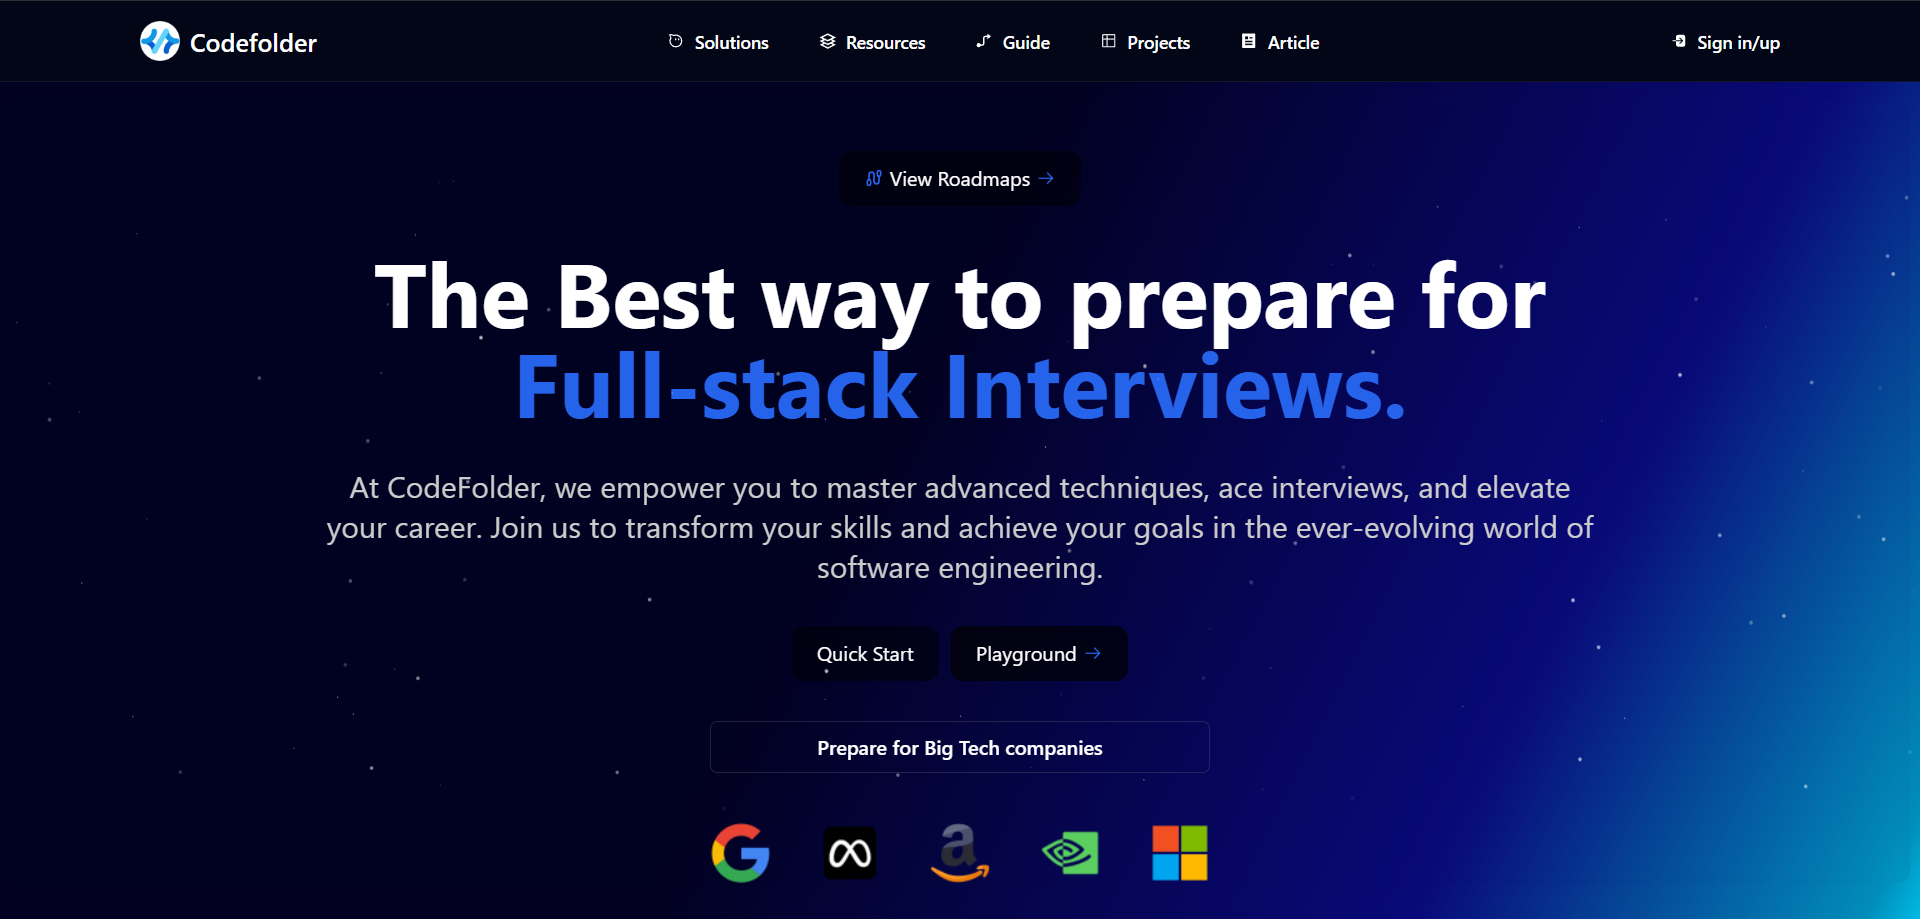 Codefolder
Solutions
Resources
Guide
Projects
Article
Sign in/up
View Roadmaps
The Best way to prepare for
Full-stack Interviews.
At CodeFolder, we empower you to master advanced techniques, ace interviews, and elevate
your career. Join us to transform your skills and achieve your goals in the ever-evolving world of
software engineering.
Quick Start
Playground
Prepare for Big Tech companies